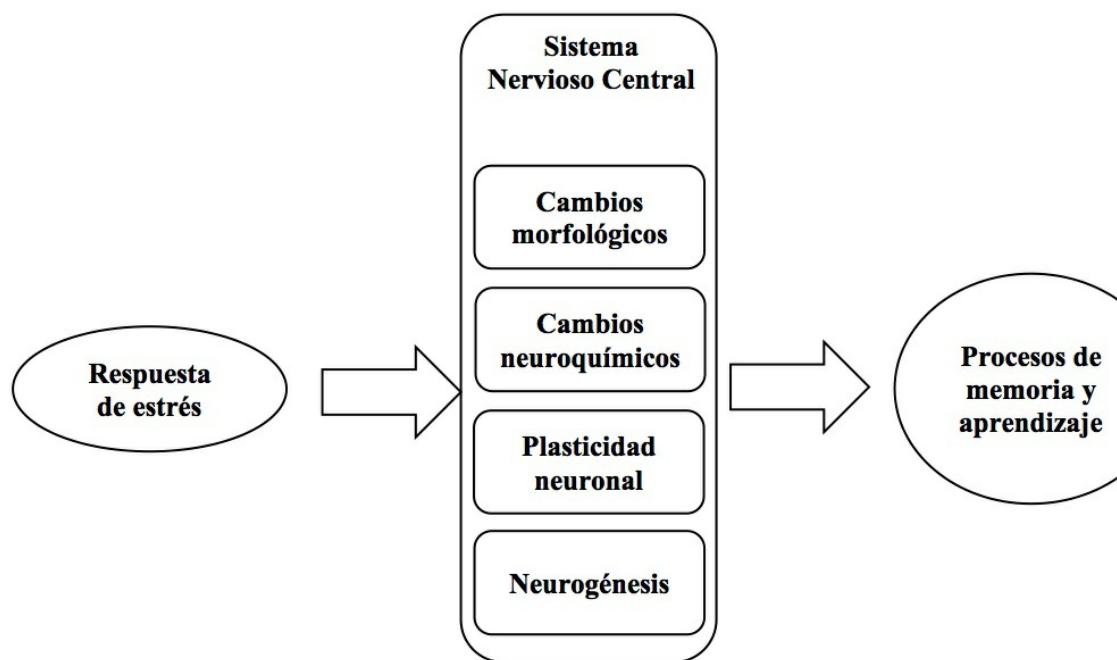 Sistema
Nervioso Central
Cambios
morfológicos
Cambios
neuroquímicos
Plasticidad
neuronal
Neurogénesis
Respuesta
de estrés
Procesos de
memoria y
aprendizaje